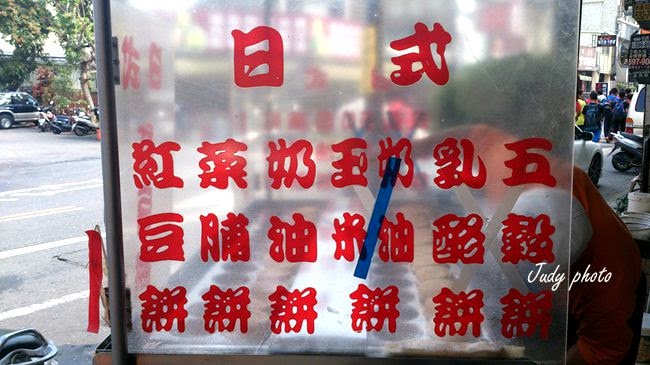 日式
紅豆餅
菜脯餅
奶油餅
玉米奶油餅
乳酪餅
五穀餅
Judy photo